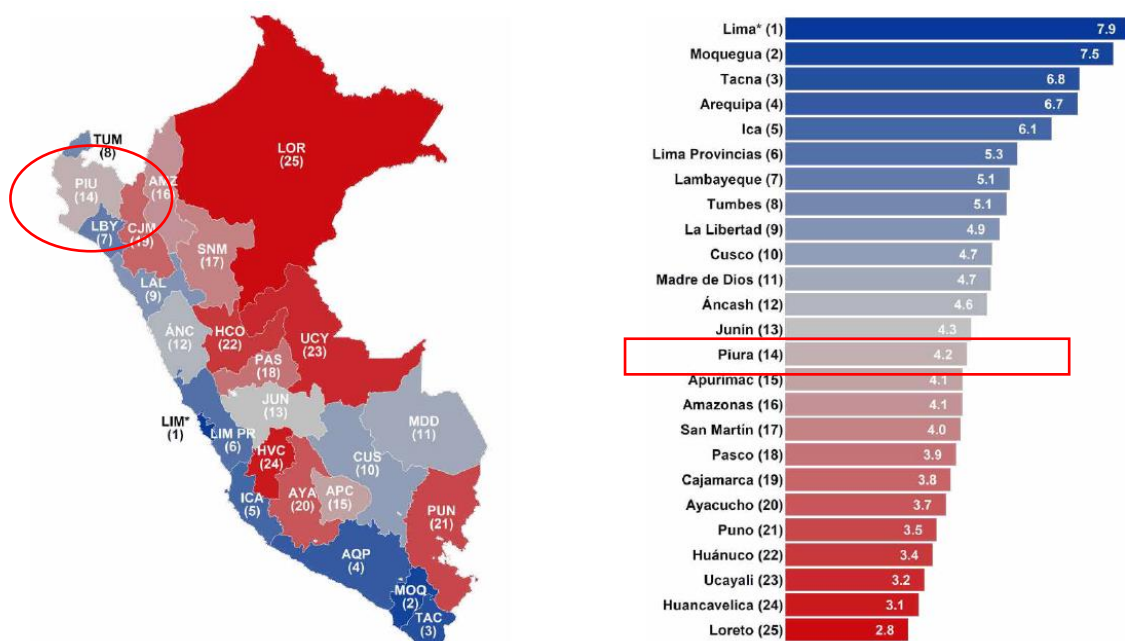 TUM
(8)
PIU
(14)
LBY
(7)
CJM
(19)
AMZ
(16)
LOR
(25)
SNM
(17)
LAL
(9)
ÁNC
(12)
HCO
(22)
UCY
(23)
PAS
(18)
JUN
(13)
LIM*
(1)
LIM PR
(6)
HVC
(24)
MDD
(11)
CUS
(10)
ICA
(5)
AYA
(20)
APC
(15)
PUN
(21)
AQP
(4)
MOQ
(2)
TAC
(3)
Lima* (1) 7.9
Moquegua (2) 7.5
Tacna (3) 6.8
Arequipa (4) 6.7
Ica (5) 6.1
Lima Provincias (6) 5.3
Lambayeque (7) 5.1
Tumbes (8) 5.1
La Libertad (9) 4.9
Cusco (10) 4.7
Madre de Dios (11) 4.7
Áncash (12) 4.6
Junín (13) 4.3
Piura (14) 4.2
Apurímac (15) 4.1
Amazonas (16) 4.1
San Martín (17) 4.0
Pasco (18) 3.9
Cajamarca (19) 3.8
Ayacucho (20) 3.7
Puno (21) 3.5
Huánuco (22) 3.4
Ucayali (23) 3.2
Huancavelica (24) 3.1
Loreto (25) 2.8